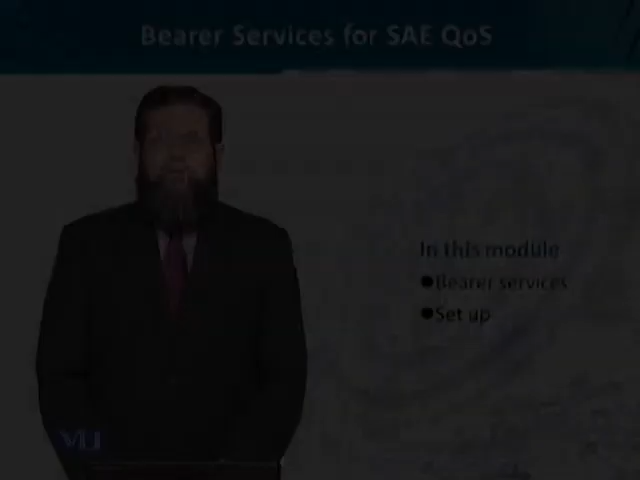 Bearer Services for SAE QoS
In this module
●Bearer services
●Set up